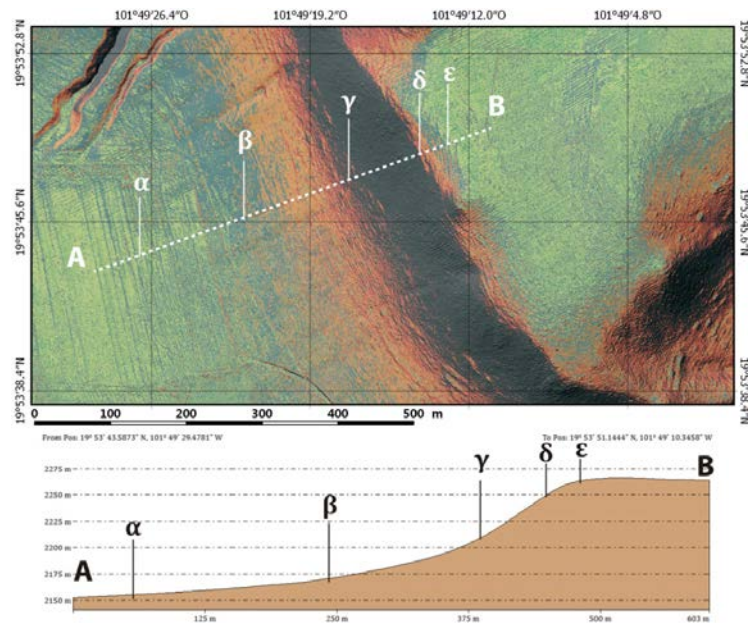 101°49'26.4"O 101°49'19.2"O 101°49'12.0"O 101°49'4.8"O
19°53'52.8"N 19°53'52.8"N
α β γ δ ε B
A
19°53'45.6"N 19°53'45.6"N
19°53'38.4"N 19°53'38.4"N
0 100 200 300 400 500 m
From Pos: 19° 53' 43.5873" N, 101° 49' 29.4781" W To Pos: 19° 53' 51.1444" N, 101° 49' 10.3458" W
2275 m
2250 m
2225 m
2200 m
2175 m
2150 m
A α β γ δ ε B
125 m 250 m 375 m 500 m 603 m